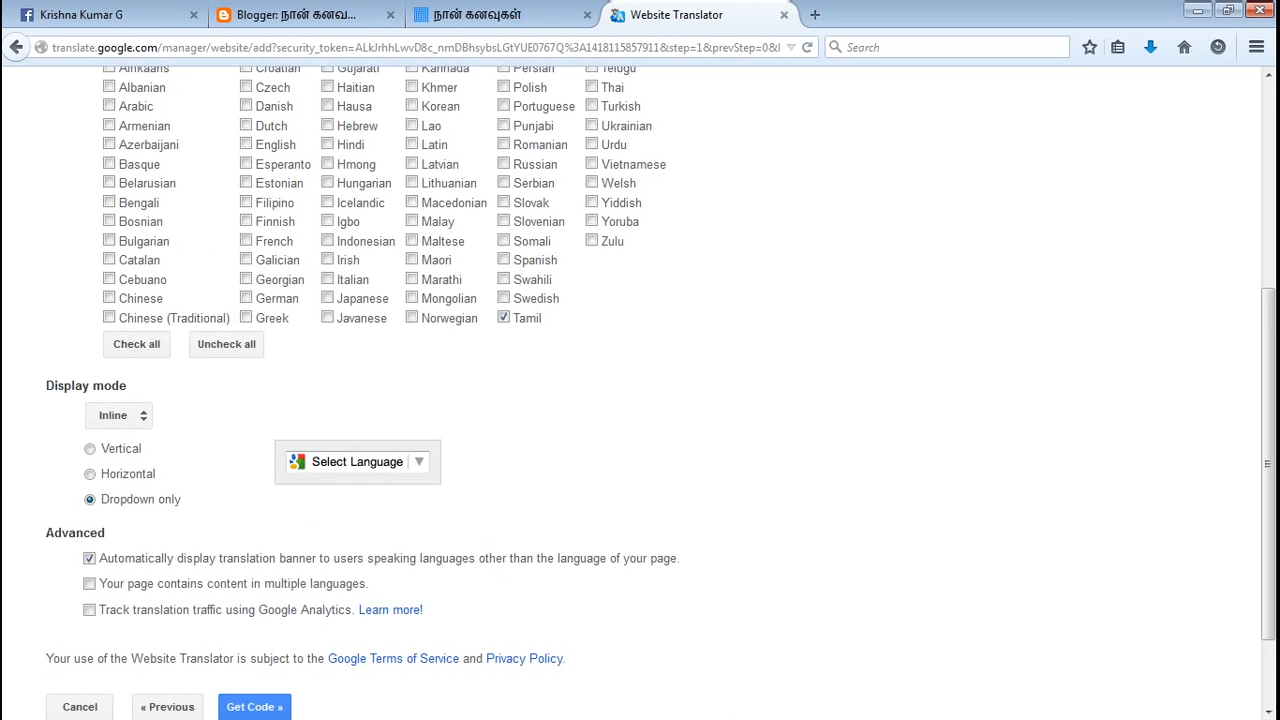 Krishna Kumar G
Blogger: நான் கனவ...
நான் கனவுகள்
Website Translator
translate.google.com/manager/website/add?security_token=ALkJrhhLwvD8c_nmDBhsybsLGtYUE0767Q%3A1418115857911&step=1&prevStep=0&l
Search
Afrikaans Croatian Gujarati Kannada Persian Telugu
Albanian Czech Haitian Khmer Polish Thai
Arabic Danish Hausa Korean Portuguese Turkish
Armenian Dutch Hebrew Lao Punjabi Ukrainian
Azerbaijani English Hindi Latin Romanian Urdu
Basque Esperanto Hmong Latvian Russian Vietnamese
Belarusian Estonian Hungarian Lithuanian Serbian Welsh
Bengali Filipino Icelandic Macedonian Slovak Yiddish
Bosnian Finnish Igbo Malay Slovenian Yoruba
Bulgarian French Indonesian Maltese Somali Zulu
Catalan Galician Irish Maori Spanish
Cebuano Georgian Italian Marathi Swahili
Chinese German Japanese Mongolian Swedish
Chinese (Traditional) Greek Javanese Norwegian Tamil
Check all Uncheck all
Display mode
Inline
Vertical
Select Language
Horizontal
Dropdown only
Advanced
Automatically display translation banner to users speaking languages other than the language of your page.
Your page contains content in multiple languages.
Track translation traffic using Google Analytics. Learn more!
Your use of the Website Translator is subject to the Google Terms of Service and Privacy Policy.
Cancel « Previous Get Code »